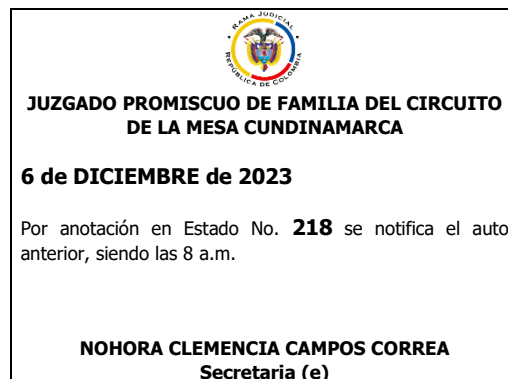 RAMA JUDICIAL
REPÚBLICA DE COLOMBIA
JUZGADO PROMISCUO DE FAMILIA DEL CIRCUITO
DE LA MESA CUNDINAMARCA
6 de DICIEMBRE de 2023
Por anotación en Estado No. 218 se notifica el auto
anterior, siendo las 8 a.m.
NOHORA CLEMENCIA CAMPOS CORREA
Secretaria (e)